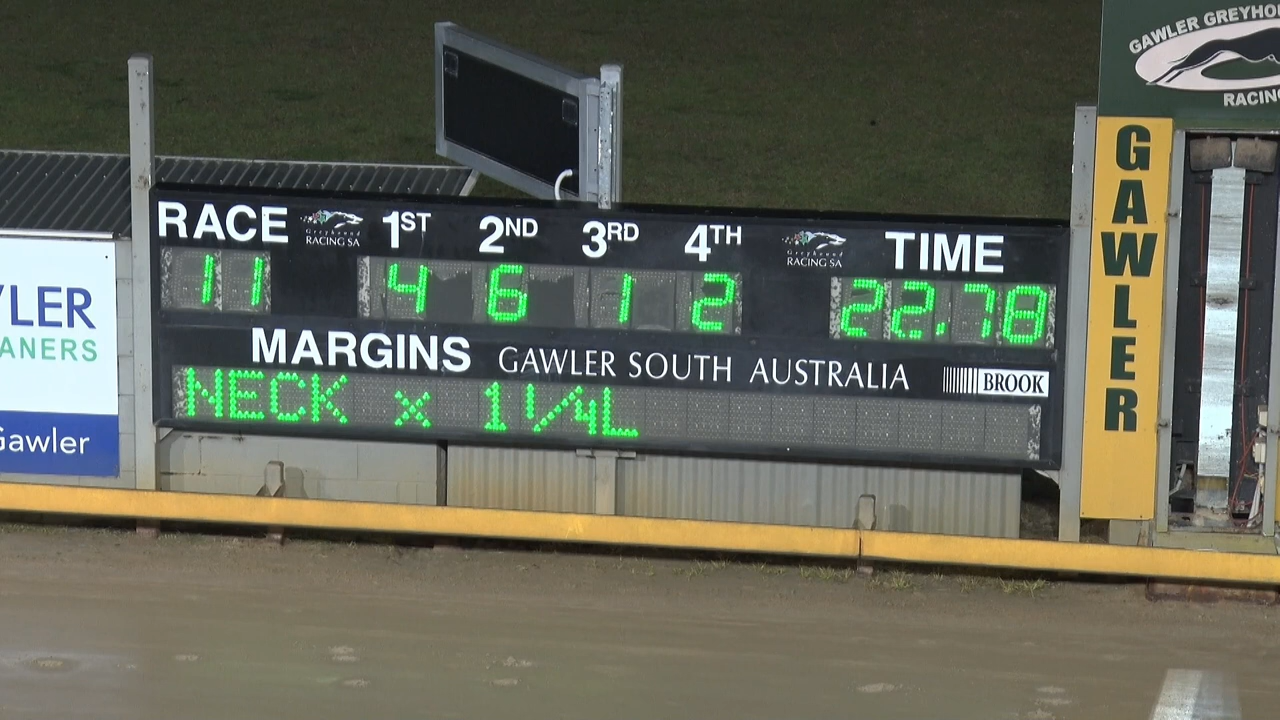 GAWLER GREYHO
RACIN
GAWLER
RACE Greyhound RACING SA 1ST 2ND 3RD 4TH Greyhound RACING SA TIME
11 4 6 1 2 22.78
MARGINS GAWLER SOUTH AUSTRALIA BROOK
NECK x 1 1/4L
LER
ANERS
Gawler